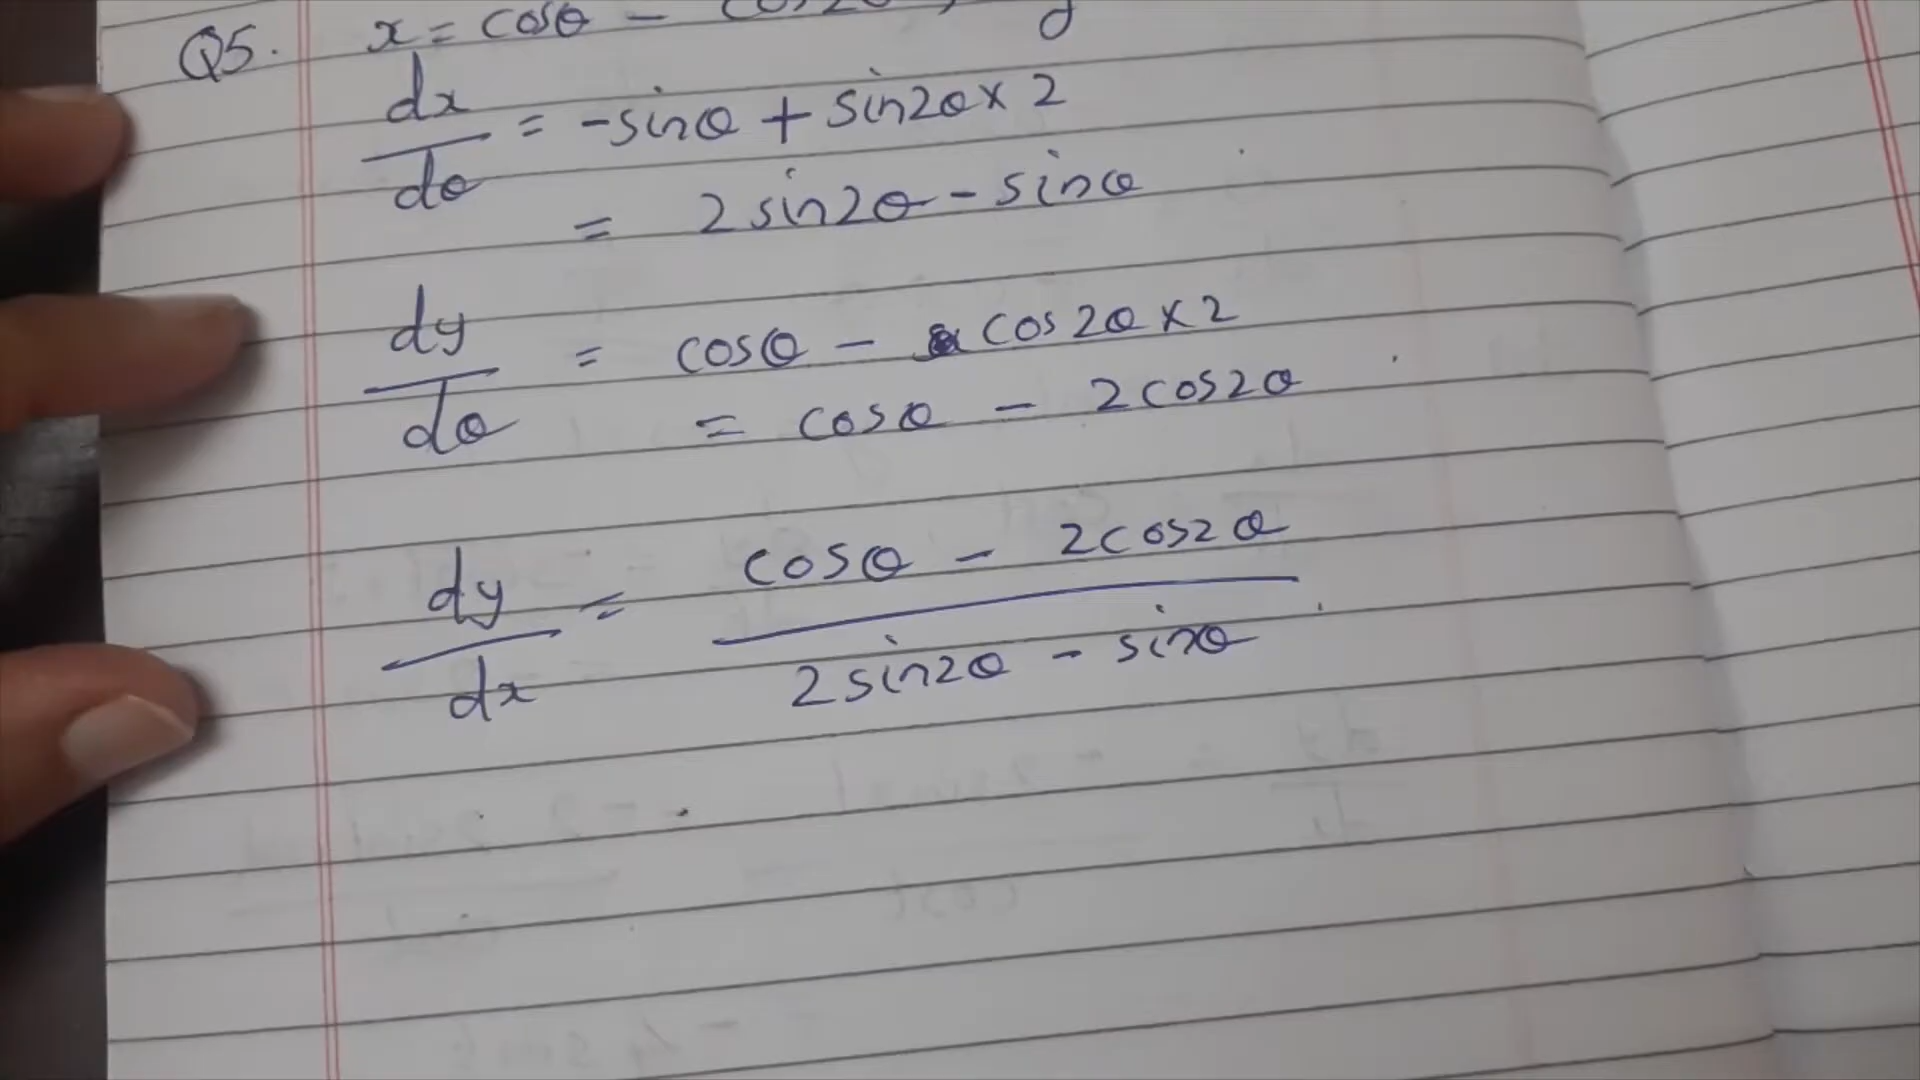 Q5. x = cosθ - cos2θ, y
dx/dθ = -sinθ + sin2θ × 2
= 2sin2θ - sinθ
dy/dθ = cosθ - cos2θ × 2
= cosθ - 2cos2θ
dy/dx = cosθ - 2cos2θ / 2sin2θ - sinθ